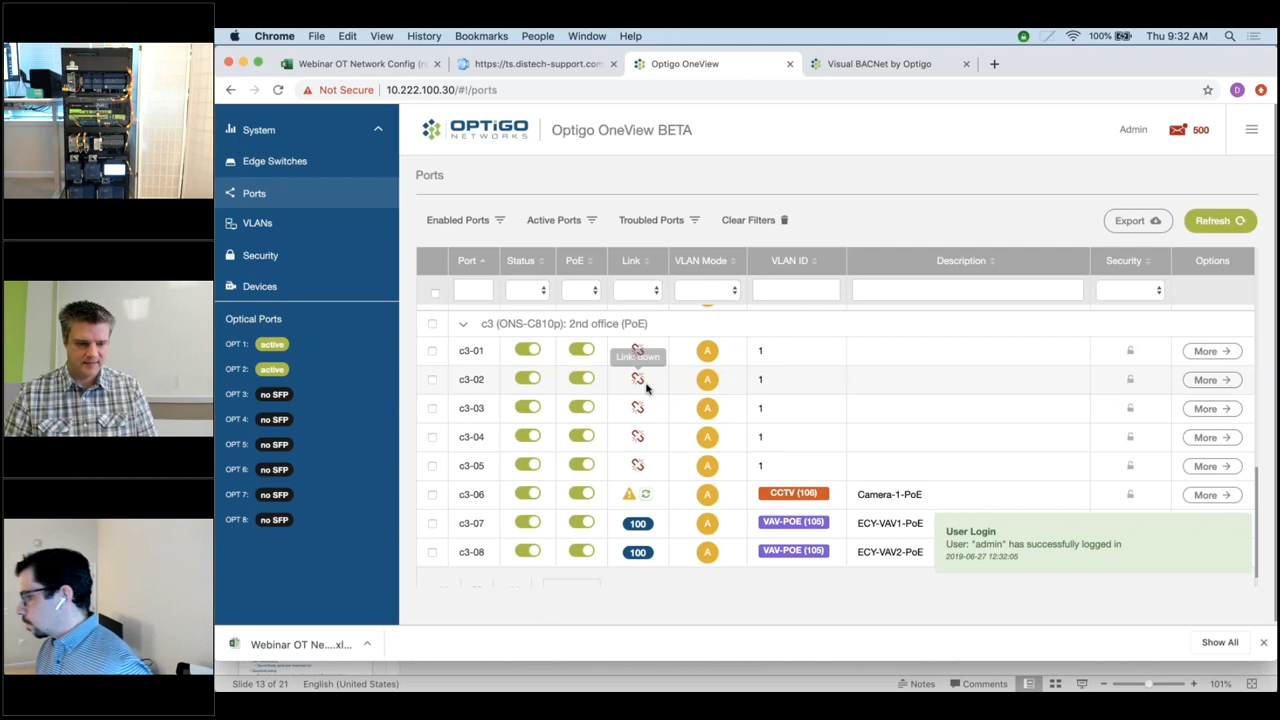 Chrome File Edit View History Bookmarks People Window Help 100% Thu 9:32 AM
Webinar OT Network Config (r × https://ts.distech-support.com × Optigo OneView × Visual BACNet by Optigo × +
Not Secure 10.222.100.30/#!/ports D
System
Edge Switches
Ports
VLANs
Security
Devices
Optical Ports
OPT 1: active
OPT 2: active
OPT 3: no SFP
OPT 4: no SFP
OPT 5: no SFP
OPT 6: no SFP
OPT 7: no SFP
OPT 8: no SFP
OPTIGO NETWORKS Optigo OneView BETA Admin 500
Ports
Enabled Ports Active Ports Troubled Ports Clear Filters Export Refresh
Port Status PoE Link VLAN Mode VLAN ID Description Security Options
c3 (ONS-C810p): 2nd office (PoE)
c3-01 A 1 More →
Link: down
c3-02 A 1 More →
c3-03 A 1 More →
c3-04 A 1 More →
c3-05 A 1 More →
c3-06 A CCTV (106) Camera-1-PoE More →
c3-07 100 A VAV-POE (105) ECY-VAV1-PoE
c3-08 100 A VAV-POE (105) ECY-VAV2-PoE
User Login
User: "admin" has successfully logged in
2019-06-27 12:32:05
Webinar OT Ne....xl... Show All ×
Slide 13 of 21 English (United States) Notes Comments 101%